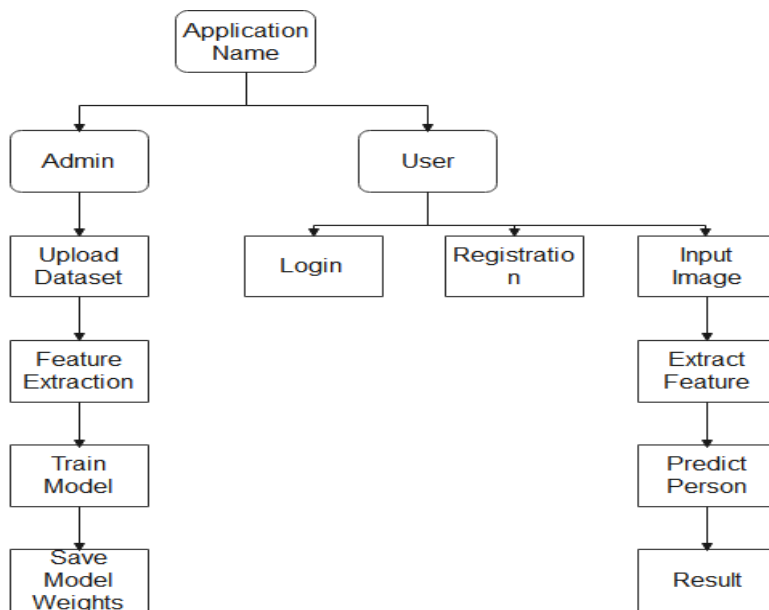 Application
Name
Admin
User
Upload
Dataset
Login
Registratio
n
Input
Image
Feature
Extraction
Extract
Feature
Train
Model
Predict
Person
Save
Model
Weights
Result